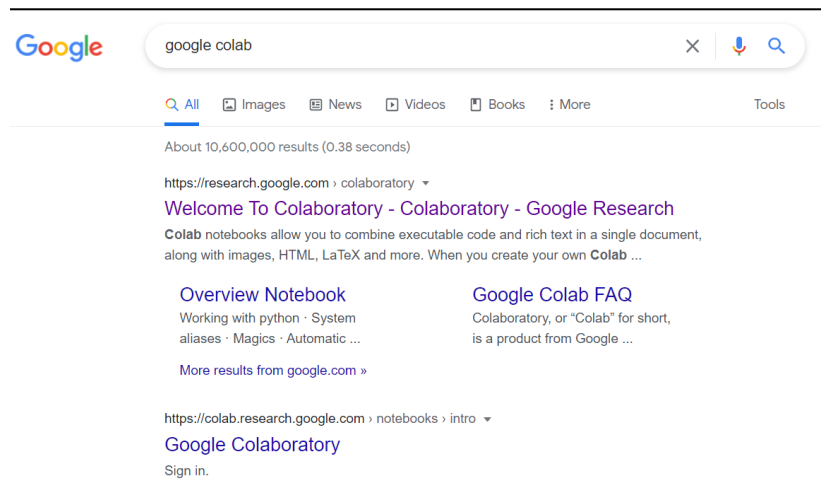 Google
google colab
All Images News Videos Books More Tools
About 10,600,000 results (0.38 seconds)
https://research.google.com › colaboratory
Welcome To Colaboratory - Colaboratory - Google Research
Colab notebooks allow you to combine executable code and rich text in a single document,
along with images, HTML, LaTeX and more. When you create your own Colab ...
Overview Notebook
Working with python · System
aliases · Magics · Automatic ...
Google Colab FAQ
Colaboratory, or “Colab” for short,
is a product from Google ...
More results from google.com »
https://colab.research.google.com › notebooks › intro
Google Colaboratory
Sign in.